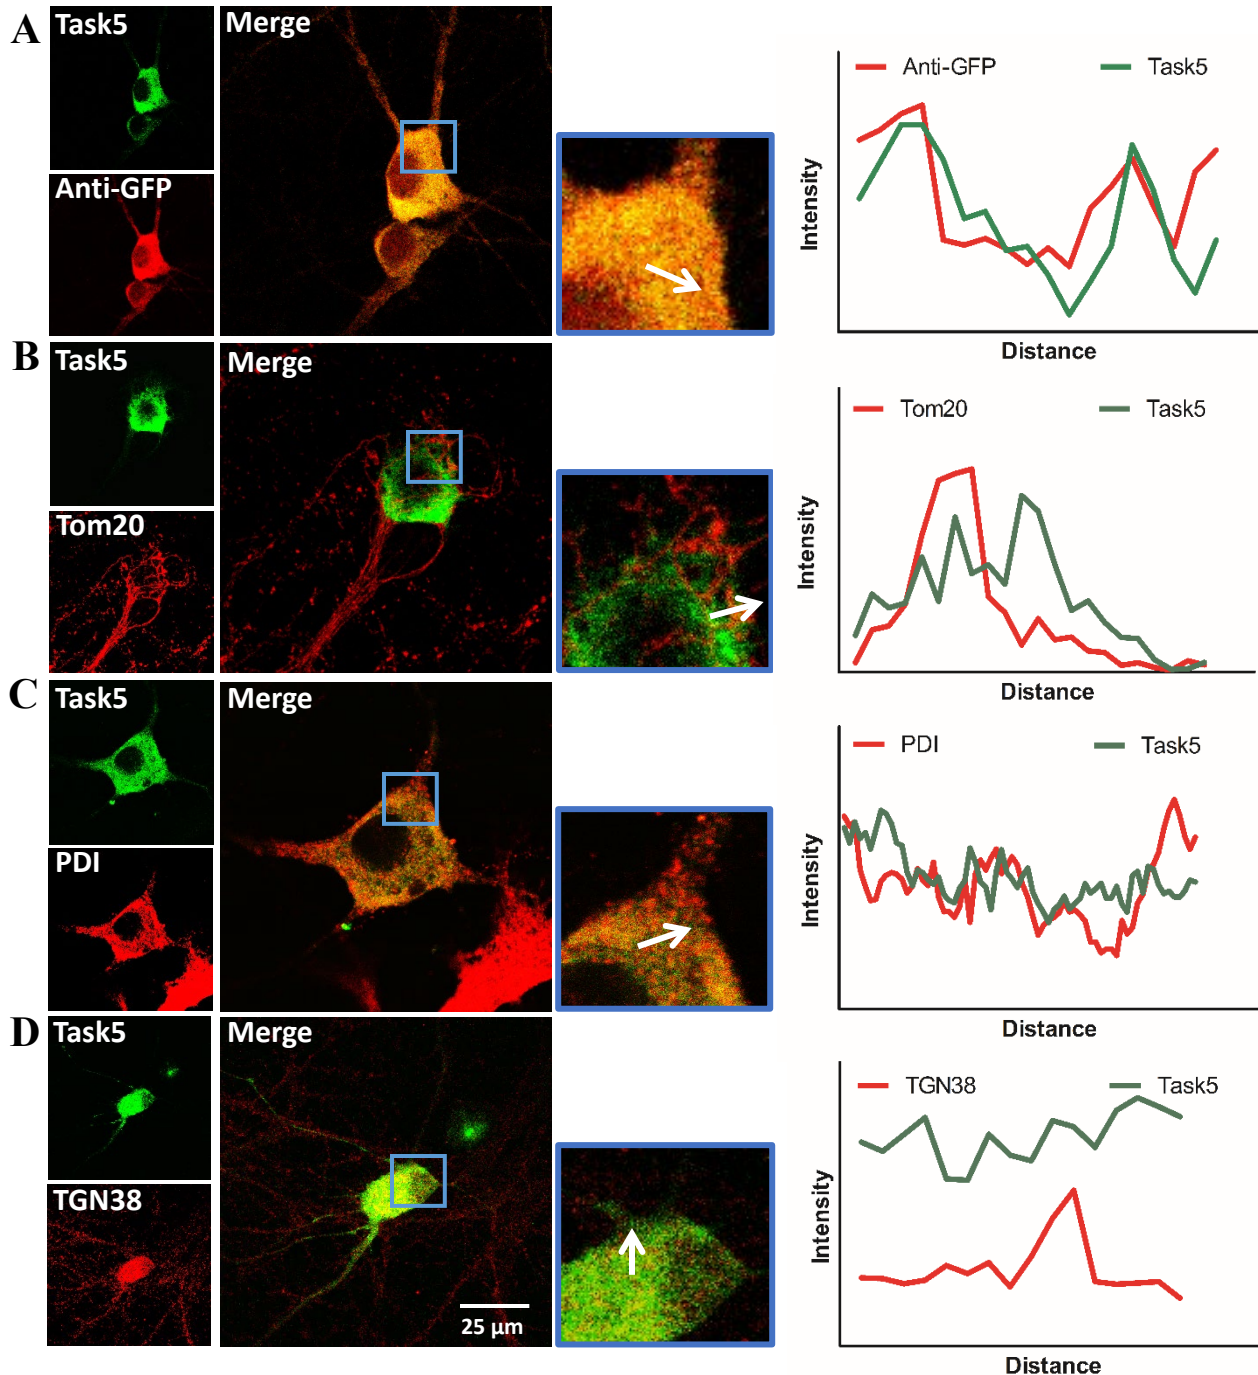 A
Task5
Merge
Anti-GFP
Anti-GFP
Task5
Intensity
Distance
B
Task5
Merge
Tom20
Tom20
Task5
Intensity
Distance
C
Task5
Merge
PDI
PDI
Task5
Intensity
Distance
D
Task5
Merge
TGN38
25 µm
TGN38
Task5
Intensity
Distance